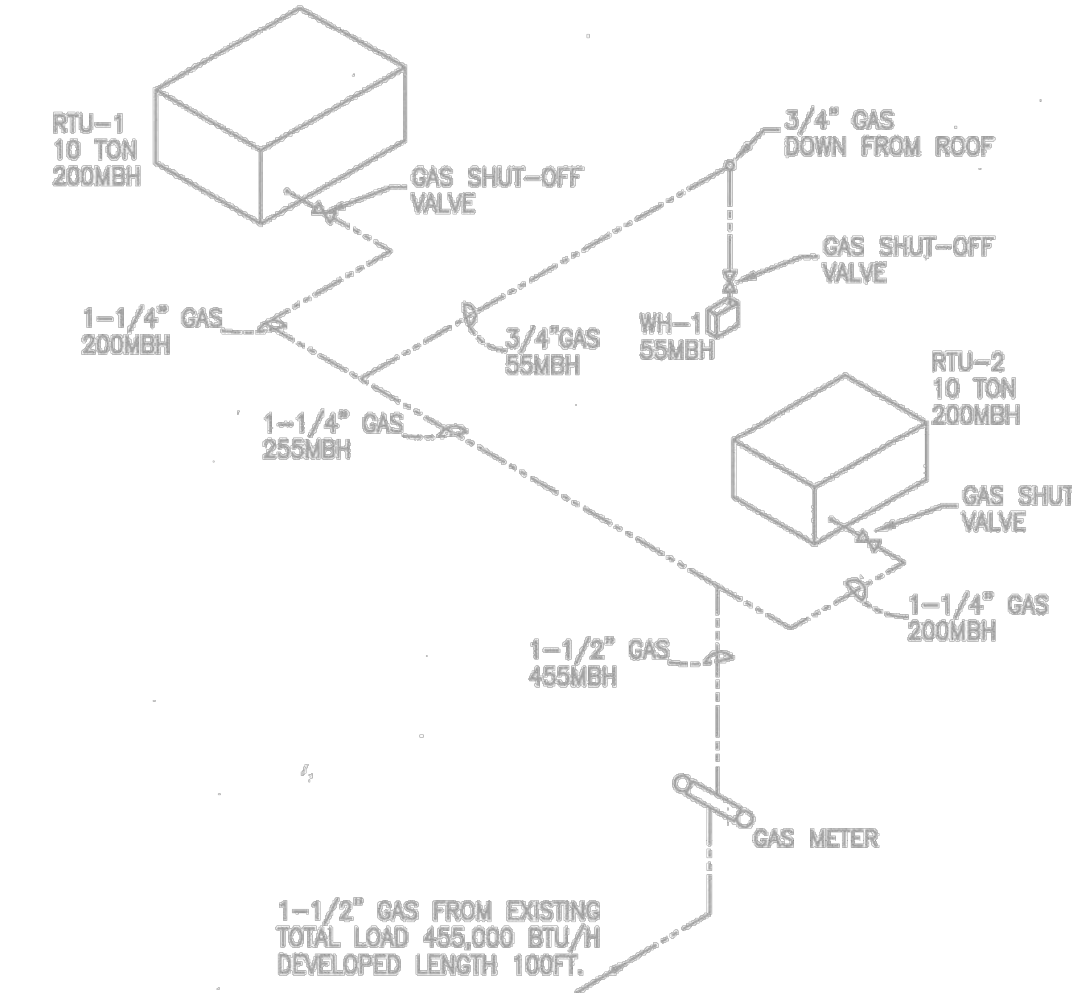 RTU-1
10 TON
200MBH
GAS SHUT-OFF
VALVE
3/4" GAS
DOWN FROM ROOF
GAS SHUT-OFF
VALVE
1-1/4" GAS
200MBH
3/4"GAS
55MBH
WH-1
55MBH
RTU-2
10 TON
200MBH
1-1/4" GAS
255MBH
GAS SHUT
VALVE
1-1/4" GAS
200MBH
1-1/2" GAS
455MBH
GAS METER
1-1/2" GAS FROM EXISTING
TOTAL LOAD 455,000 BTU/H
DEVELOPED LENGTH 100FT.